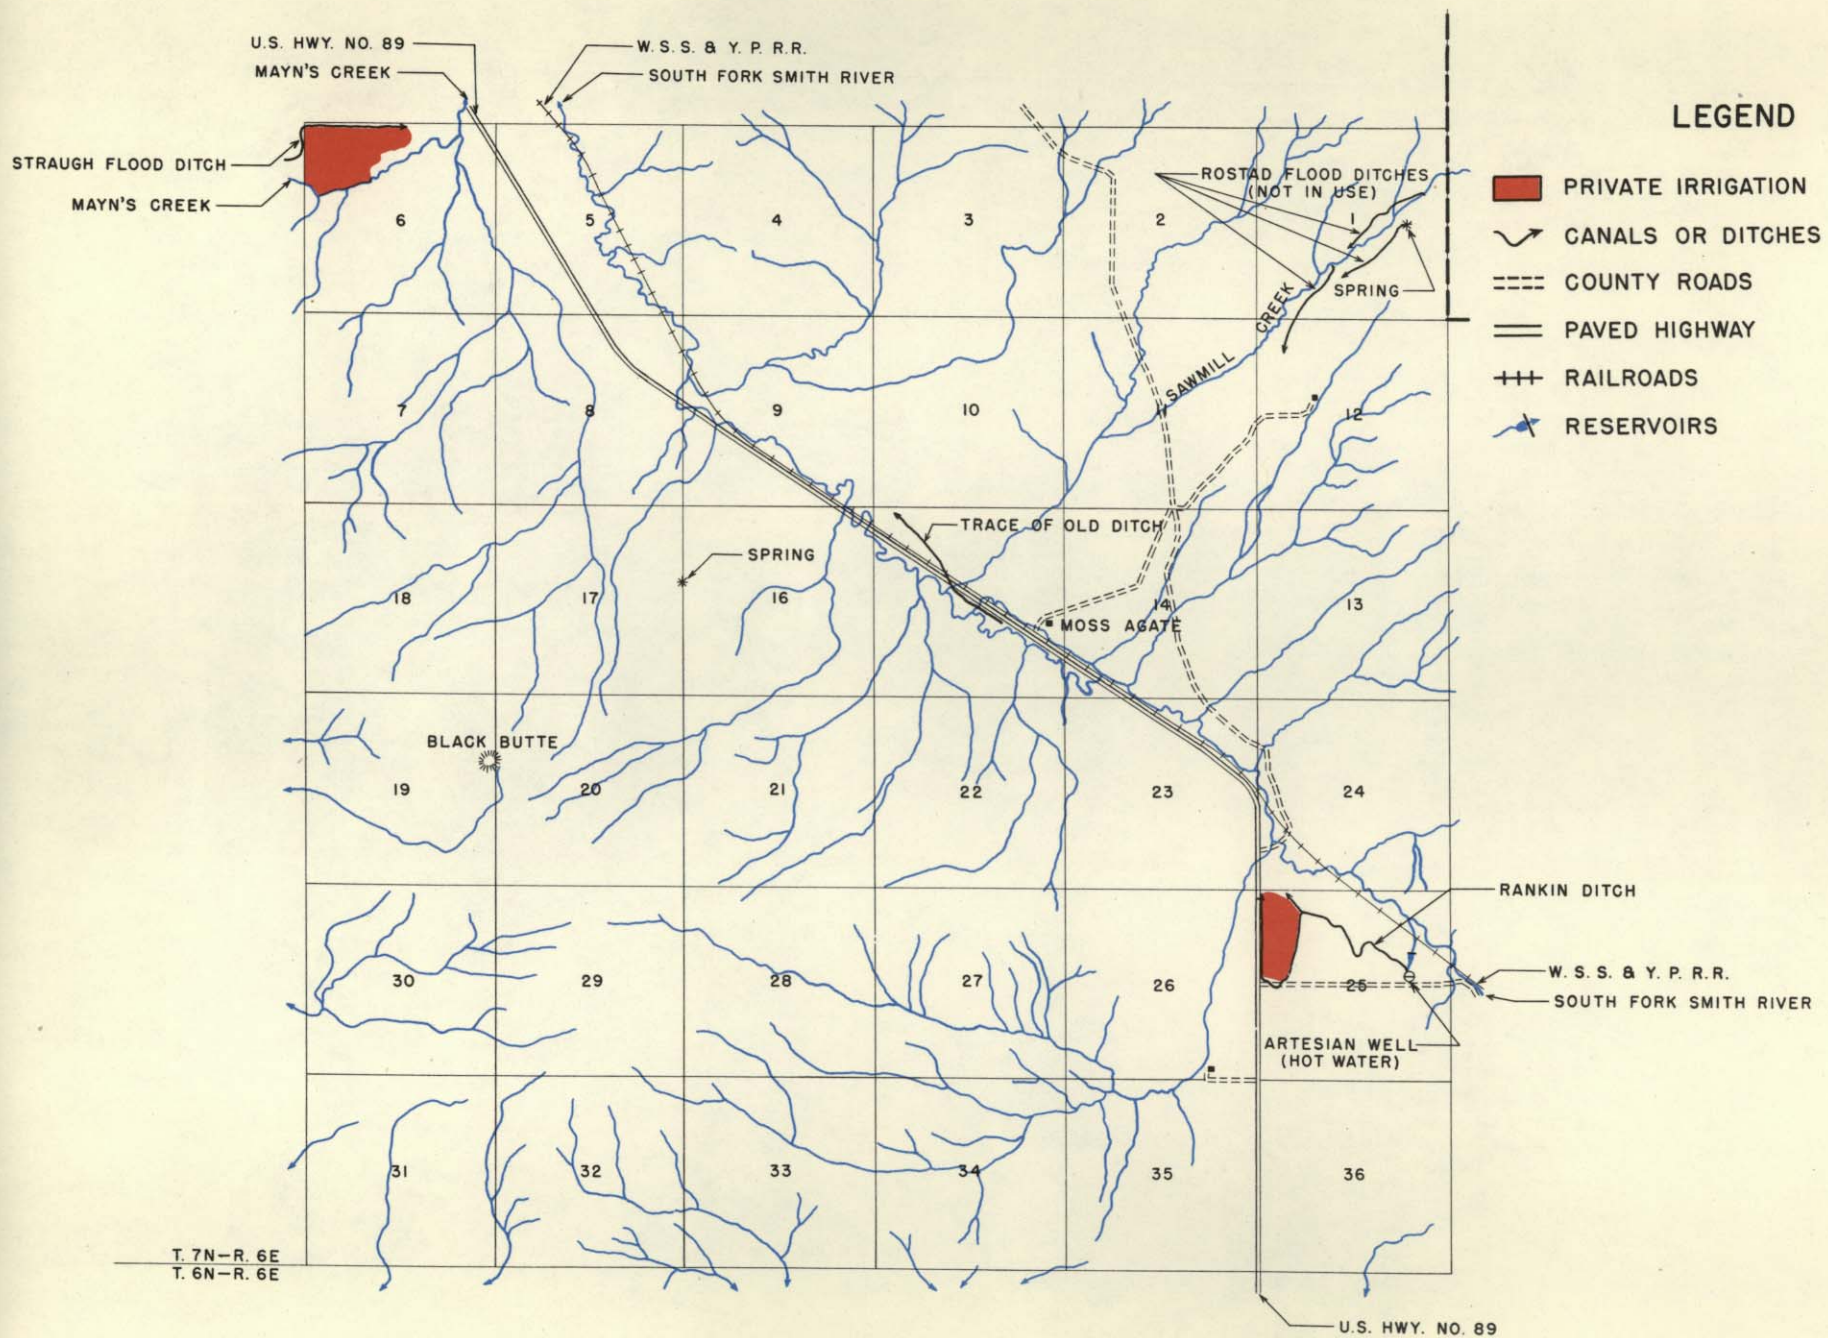 U.S. HWY. NO. 89
W. S. S. & Y. P. R.R.
MAYN'S CREEK
SOUTH FORK SMITH RIVER
STRAUGH FLOOD DITCH
MAYN'S CREEK
ROSTAD FLOOD DITCHES
(NOT IN USE)
6
5
4
3
2
1
SPRING
CREEK
SAWMILL
7
8
9
10
12
TRACE OF OLD DITCH
SPRING
18
17
16
14
13
MOSS AGATE
BLACK BUTTE
19
20
21
22
23
24
RANKIN DITCH
30
29
28
27
26
25
W. S. S. & Y. P. R.R.
SOUTH FORK SMITH RIVER
ARTESIAN WELL
(HOT WATER)
31
32
33
34
35
36
T. 7N–R. 6E
T. 6N–R. 6E
U.S. HWY. NO. 89
LEGEND
PRIVATE IRRIGATION
CANALS OR DITCHES
COUNTY ROADS
PAVED HIGHWAY
RAILROADS
RESERVOIRS